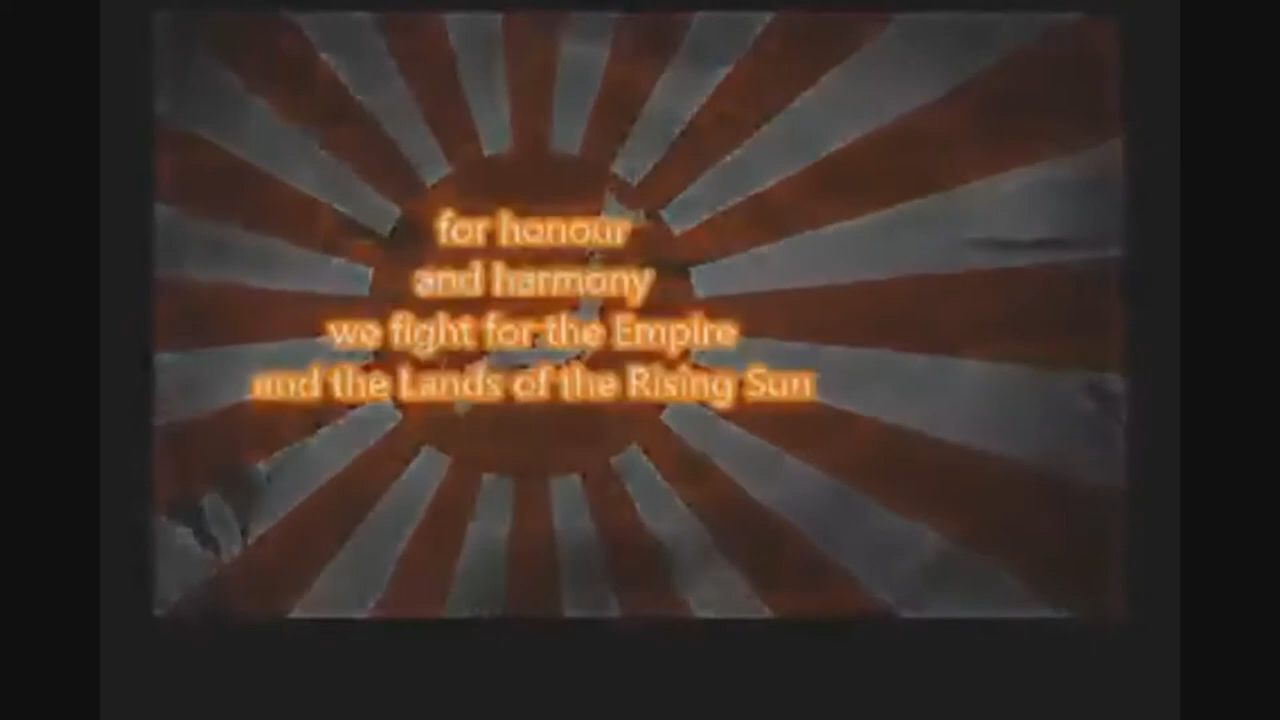 for honour
and harmony
we fight for the Empire
and the Lands of the Rising Sun